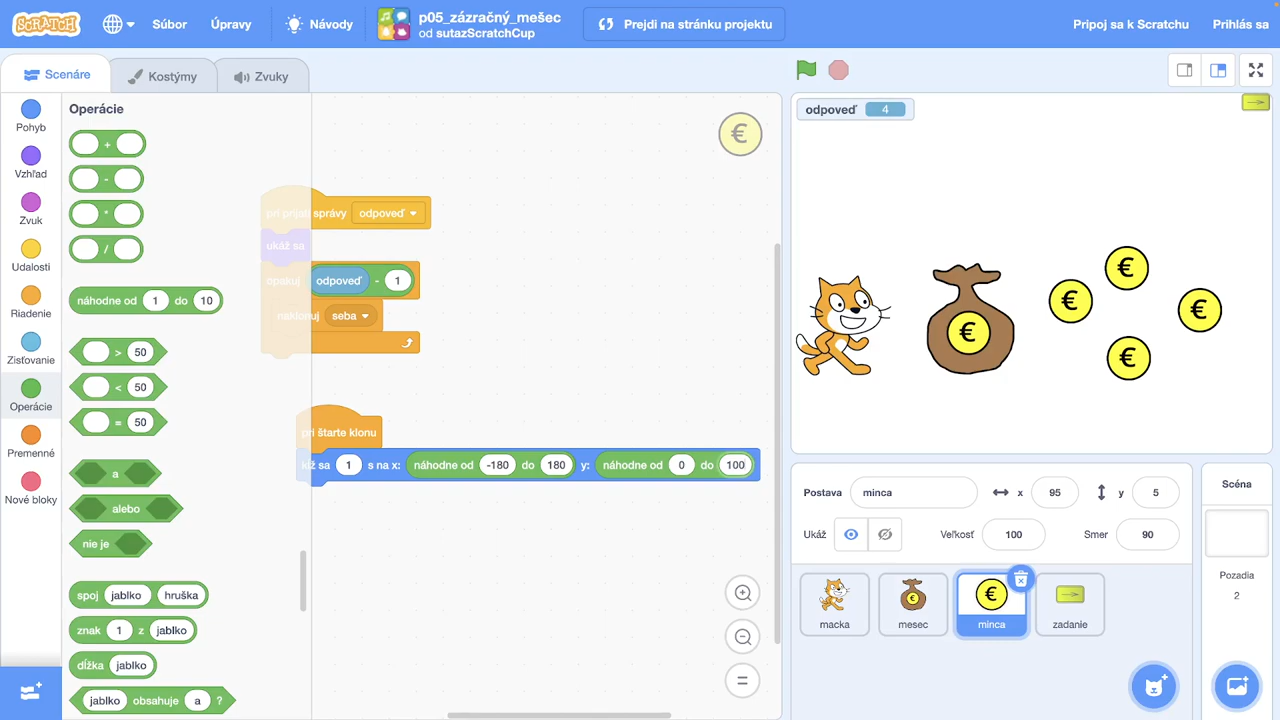 SCRATCH
Súbor
Úpravy
Návody
p05_zázračný_mešec
od sutazScratchCup
Prejdi na stránku projektu
Pripoj sa k Scratchu
Prihlás sa
Scenáre
Kostýmy
Zvuky
Pohyb
Vzhľad
Zvuk
Udalosti
Riadenie
Zisťovanie
Operácie
Premenné
Nové bloky
Operácie
+
-
*
/
náhodne od 1 do 10
> 50
< 50
= 50
a
alebo
nie je
spoj jablko hruška
znak 1 z jablko
dĺžka jablko
jablko obsahuje a ?
pri prijatí správy odpoveď
ukáž sa
opakuj odpoveď - 1
naklonuj seba
pri štarte klonu
kĺž sa 1 s na x: náhodne od -180 do 180 y: náhodne od 0 do 100
€
odpoveď 4
€
€
€
€
€
Postava minca x 95 y 5
Ukáž Veľkosť 100 Smer 90
€
€
macka
mesec
minca
zadanie
Scéna
Pozadia
2